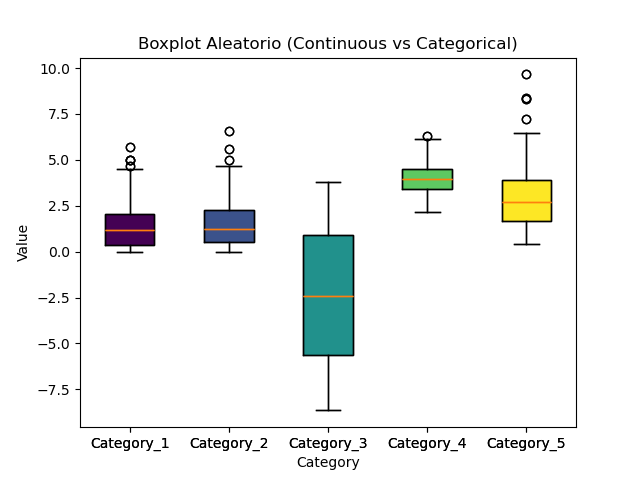 Boxplot Aleatorio (Continuous vs Categorical)
10.0
7.5
5.0
2.5
0.0
−2.5
−5.0
−7.5
Value
Category_1 Category_2 Category_3 Category_4 Category_5
Category